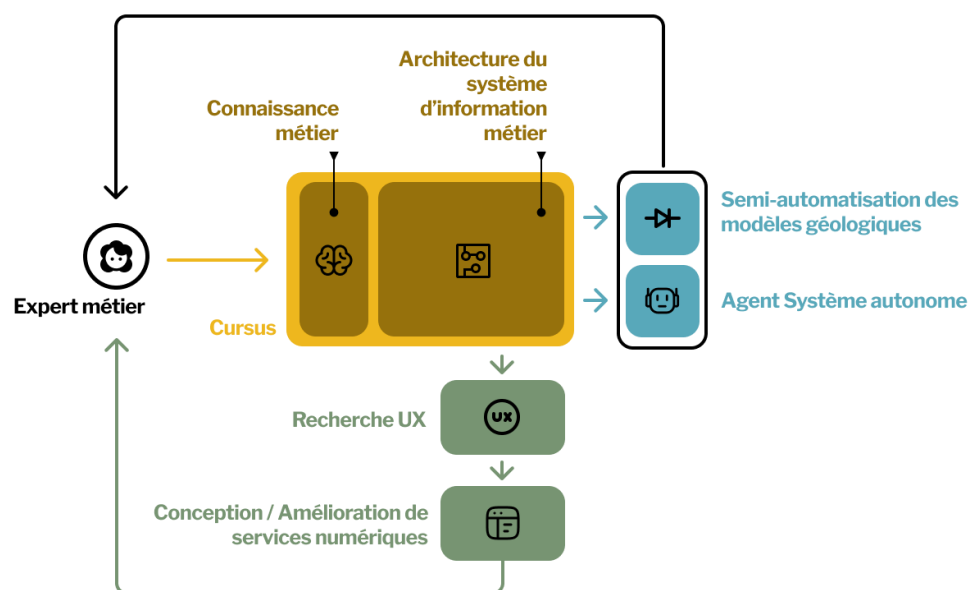 Architecture du
système
d'information
métier
Connaissance
métier
Semi-automatisation des
modèles géologiques
Expert métier
Agent Système autonome
Cursus
Recherche UX
UX
Conception / Amélioration de
services numériques